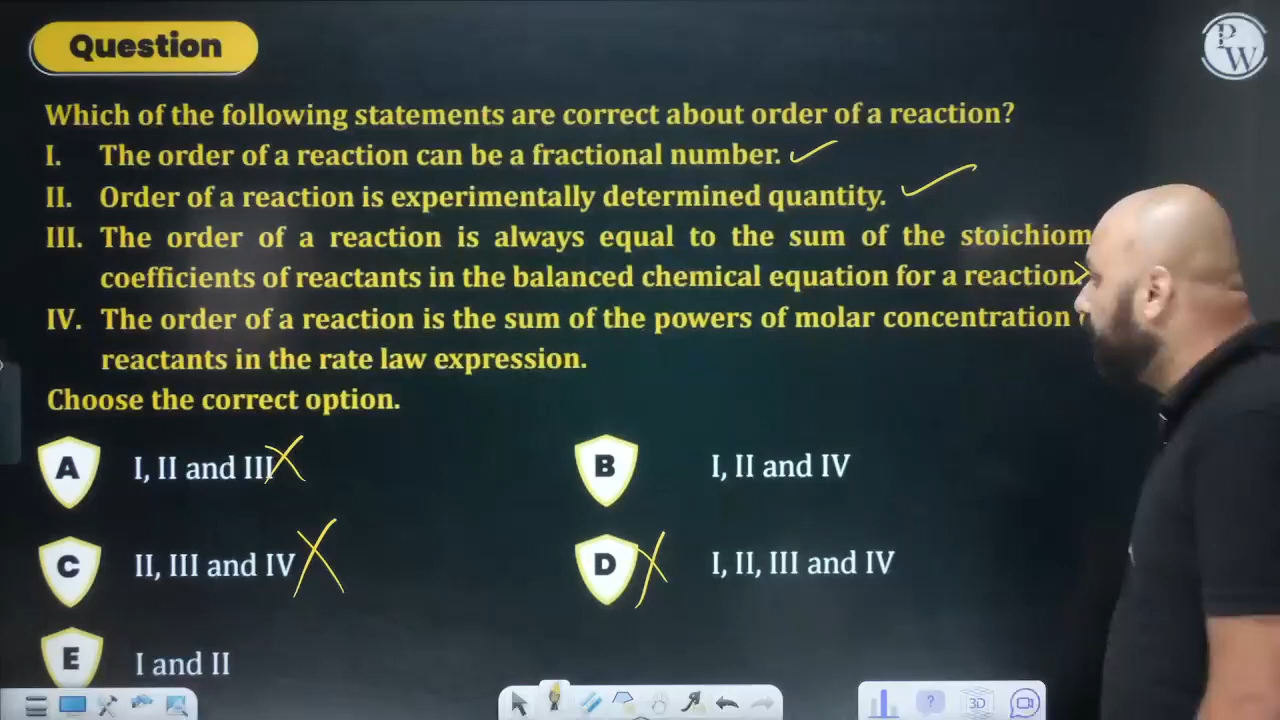 Question
PW
Which of the following statements are correct about order of a reaction?
I. The order of a reaction can be a fractional number.
II. Order of a reaction is experimentally determined quantity.
III. The order of a reaction is always equal to the sum of the stoichiom
coefficients of reactants in the balanced chemical equation for a reaction.
IV. The order of a reaction is the sum of the powers of molar concentration
reactants in the rate law expression.
Choose the correct option.
A I, II and III
B I, II and IV
C II, III and IV
D I, II, III and IV
E I and II
? 3D